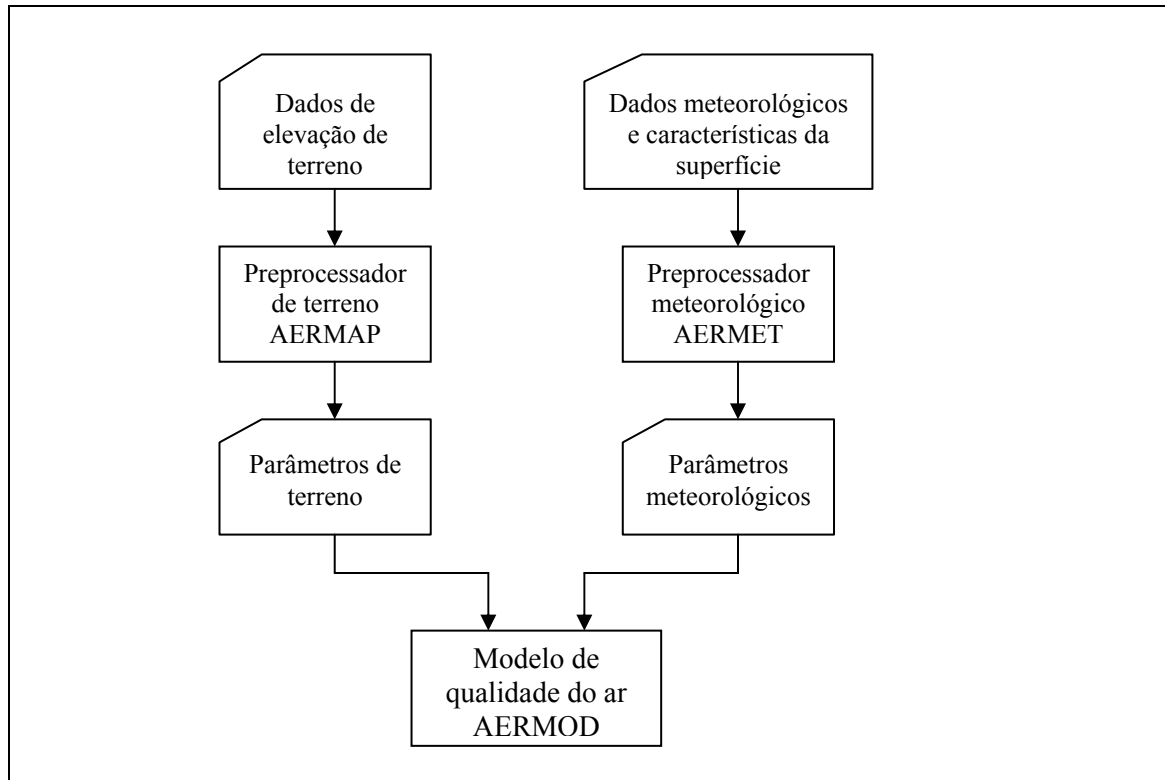 Dados de
elevação de
terreno
Dados meteorológicos
e características da
superfície
Preprocessador
de terreno
AERMAP
Preprocessador
meteorológico
AERMET
Parâmetros de
terreno
Parâmetros
meteorológicos
Modelo de
qualidade do ar
AERMOD